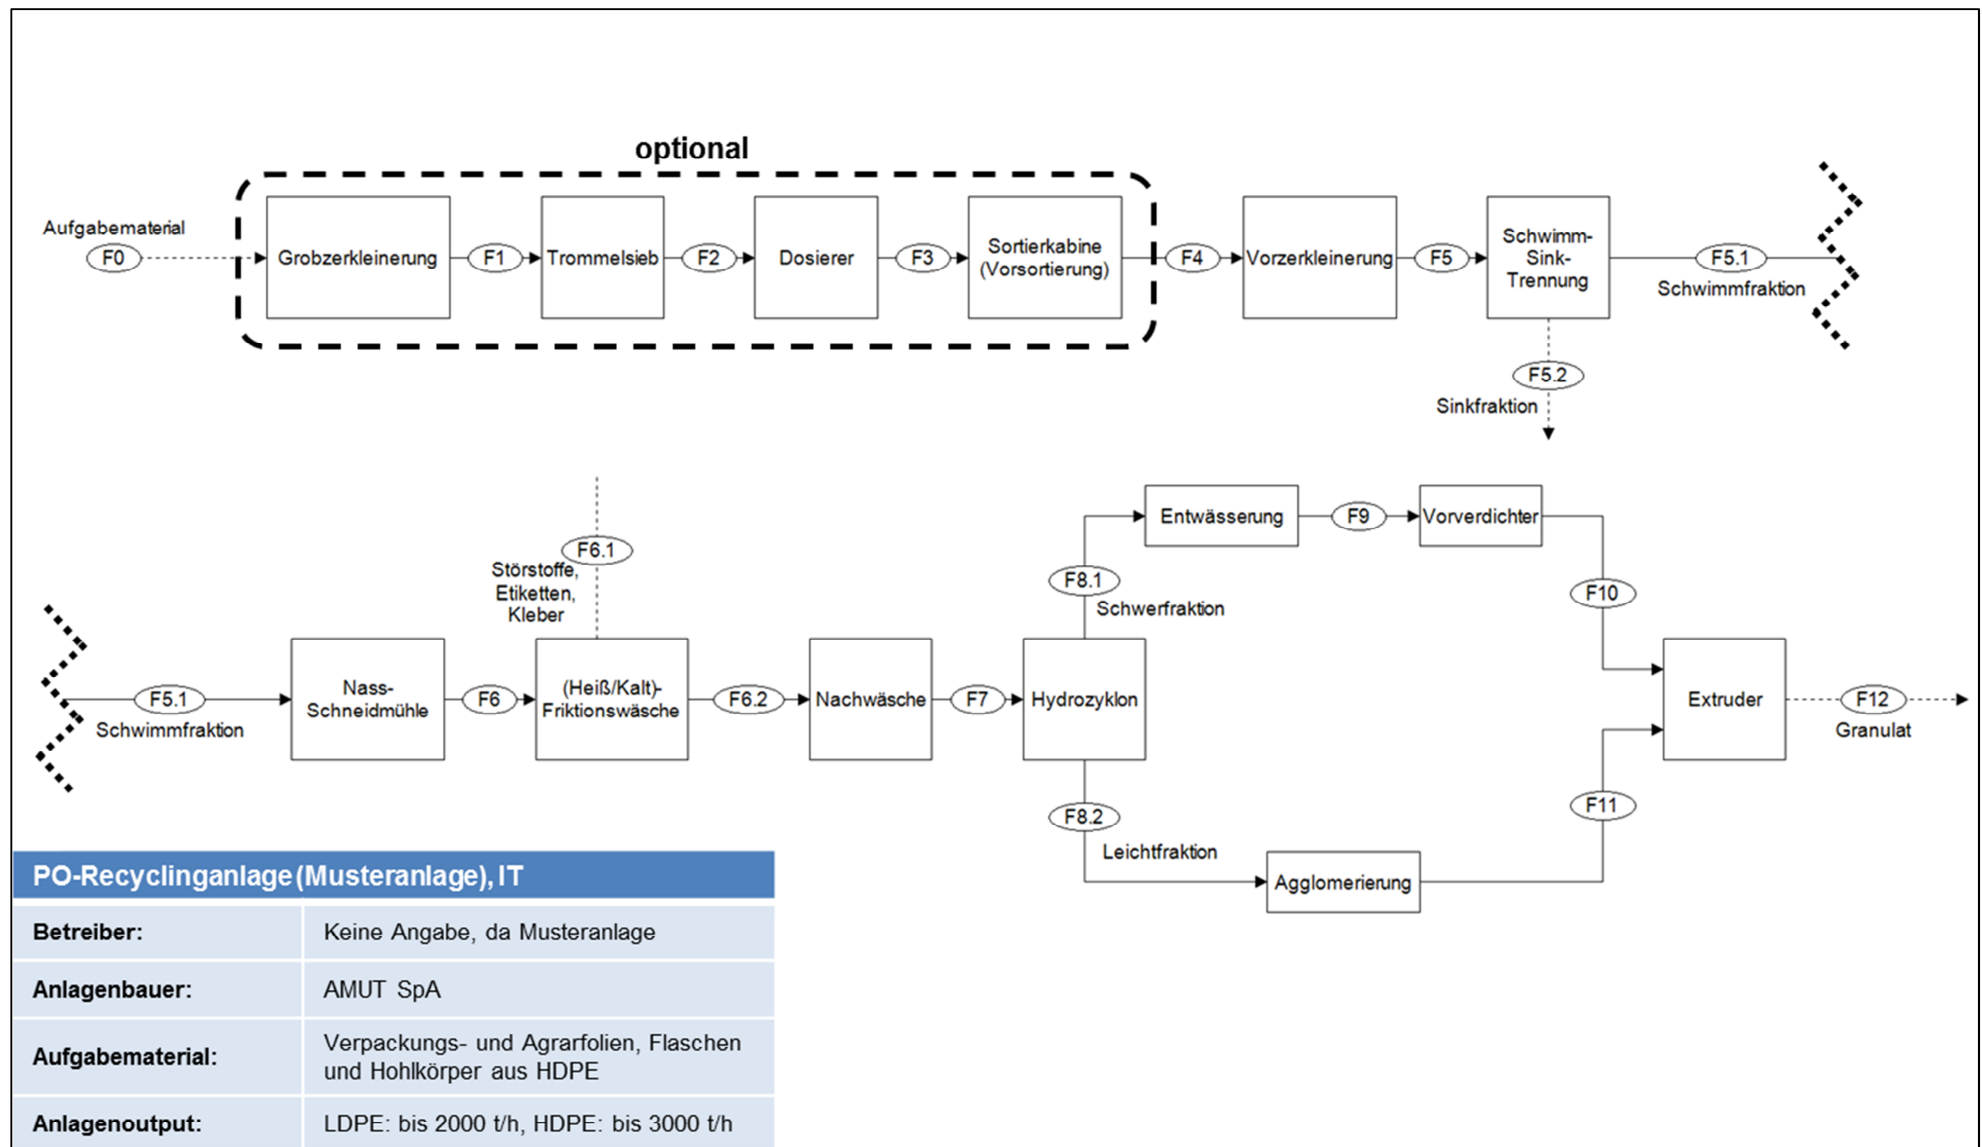 optional
Aufgabematerial
F0
Grobzerkleinerung
F1
Trommelsieb
F2
Dosierer
F3
Sortierkabine
(Vorsortierung)
F4
Vorzerkleinerung
F5
Schwimm-
Sink-
Trennung
F5.1
Schwimmfraktion
F5.2
Sinkfraktion
F5.1
Schwimmfraktion
Nass-
Schneidmühle
F6
F6.1
Störstoffe,
Etiketten,
Kleber
(Heiß/Kalt)-
Friktionswäsche
F6.2
Nachwäsche
F7
Hydrozyklon
F8.1
Schwerfraktion
Entwässerung
F9
Vorverdichter
F10
F8.2
Leichtfraktion
Agglomerierung
F11
Extruder
F12
Granulat
PO-Recyclinganlage (Musteranlage), IT
Betreiber: Keine Angabe, da Musteranlage
Anlagenbauer: AMUT SpA
Aufgabematerial: Verpackungs- und Agrarfolien, Flaschen
und Hohlkörper aus HDPE
Anlagenoutput: LDPE: bis 2000 t/h, HDPE: bis 3000 t/h